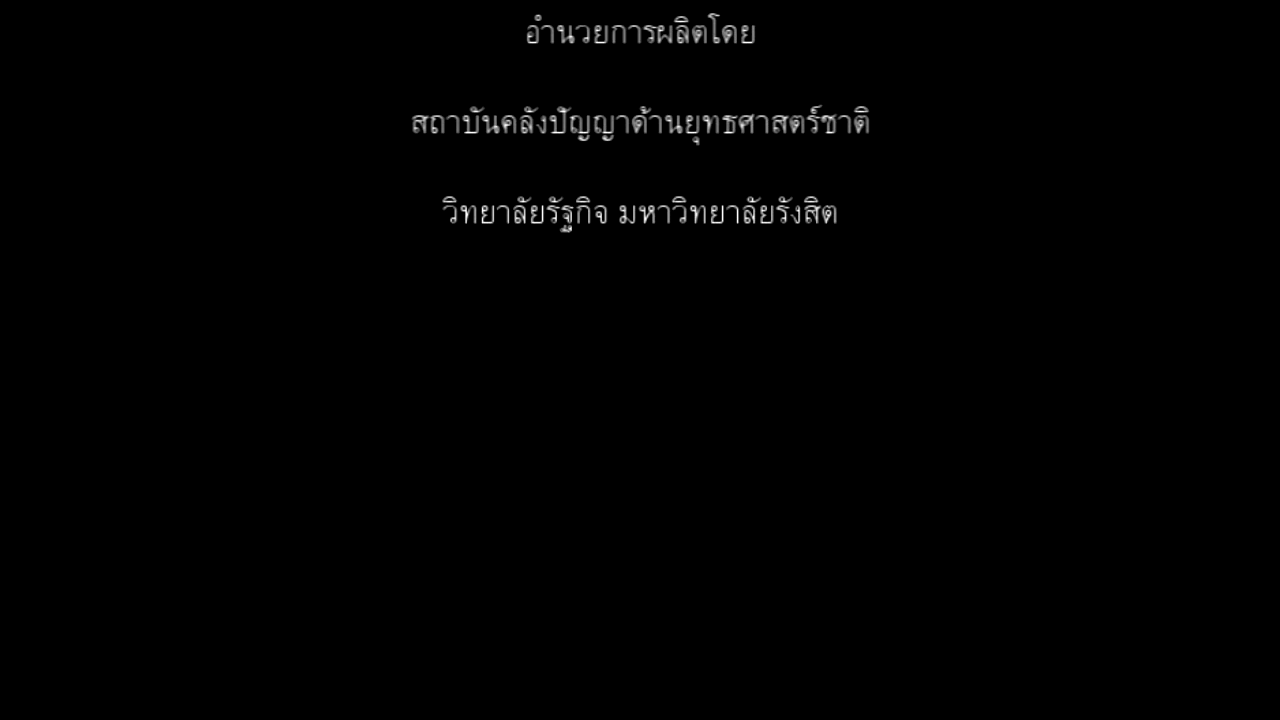 อำนวยการผลิตโดย
สถาบันคลังปัญญาด้านยุทธศาสตร์ชาติ
วิทยาลัยรัฐกิจ มหาวิทยาลัยรังสิต